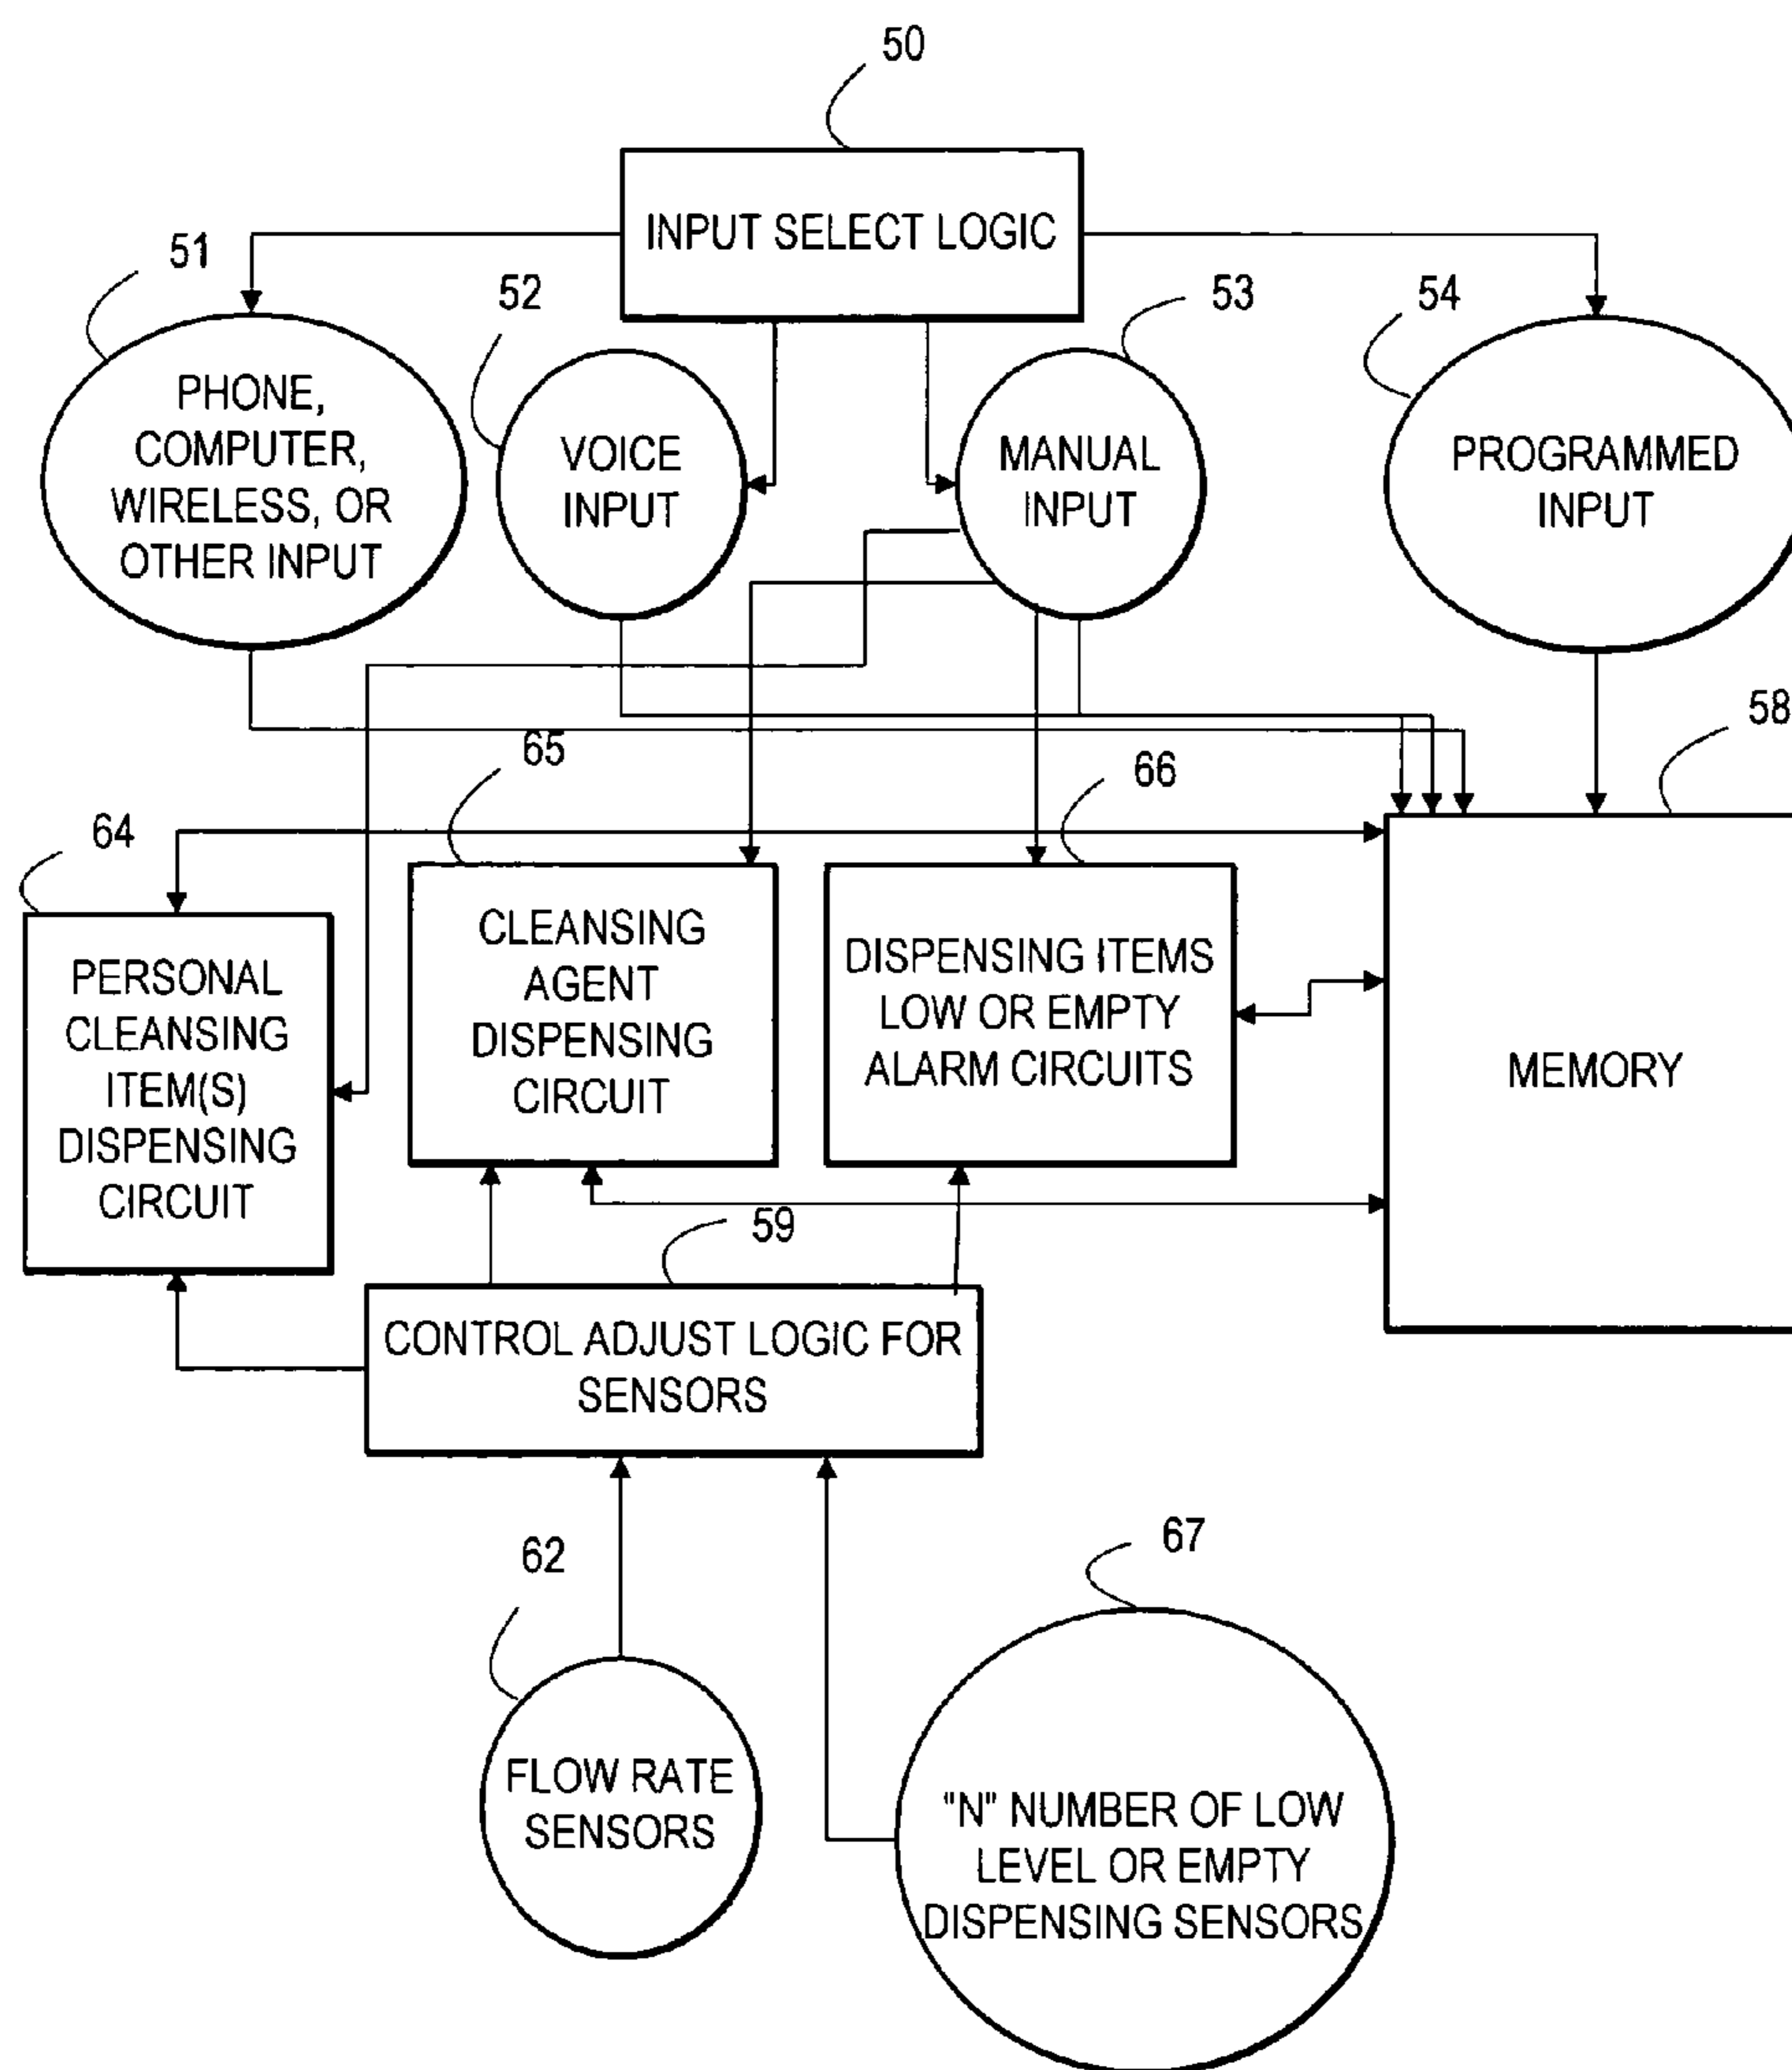 50
INPUT SELECT LOGIC
51
52
53
54
PHONE,
COMPUTER,
WIRELESS, OR
OTHER INPUT
VOICE
INPUT
MANUAL
INPUT
PROGRAMMED
INPUT
58
65
66
64
PERSONAL
CLEANSING
ITEM(S)
DISPENSING
CIRCUIT
CLEANSING
AGENT
DISPENSING
CIRCUIT
DISPENSING ITEMS
LOW OR EMPTY
ALARM CIRCUITS
MEMORY
59
CONTROL ADJUST LOGIC FOR
SENSORS
62
67
FLOW RATE
SENSORS
"N" NUMBER OF LOW
LEVEL OR EMPTY
DISPENSING SENSORS